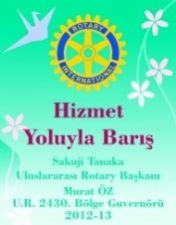 ROTARY
INTERNATIONAL
Hizmet
Yoluyla Barış
Sakuji Tanaka
Uluslararası Rotary Başkanı
Murat ÖZ
U.R. 2430. Bölge Guvernörü
2012-13